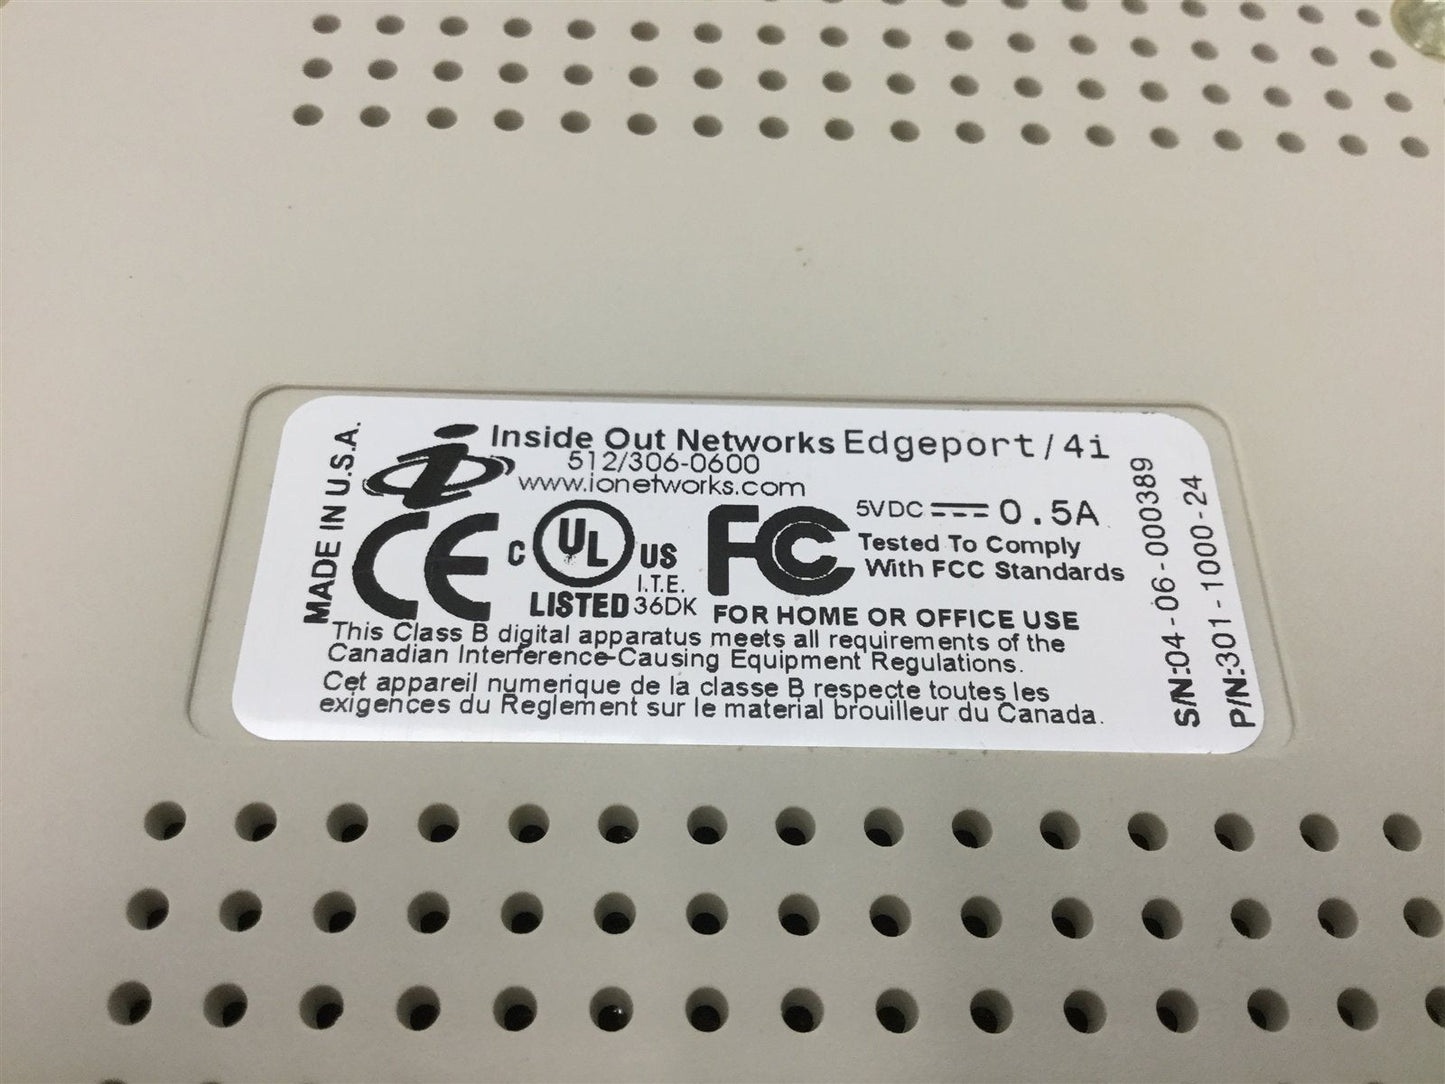 MADE IN U.S.A.
Inside Out Networks Edgeport/4i
512/306-0600
www.ionetworks.com
CE
C UL US
I.T.E.
LISTED 36DK
FC
5VDC 0.5A
Tested To Comply
With FCC Standards
FOR HOME OR OFFICE USE
This Class B digital apparatus meets all requirements of the
Canadian Interference-Causing Equipment Regulations.
Cet appareil numerique de la classe B respecte toutes les
exigences du Reglement sur le material brouilleur du Canada.
S/N:04-06-000389
P/N:301-1000-24